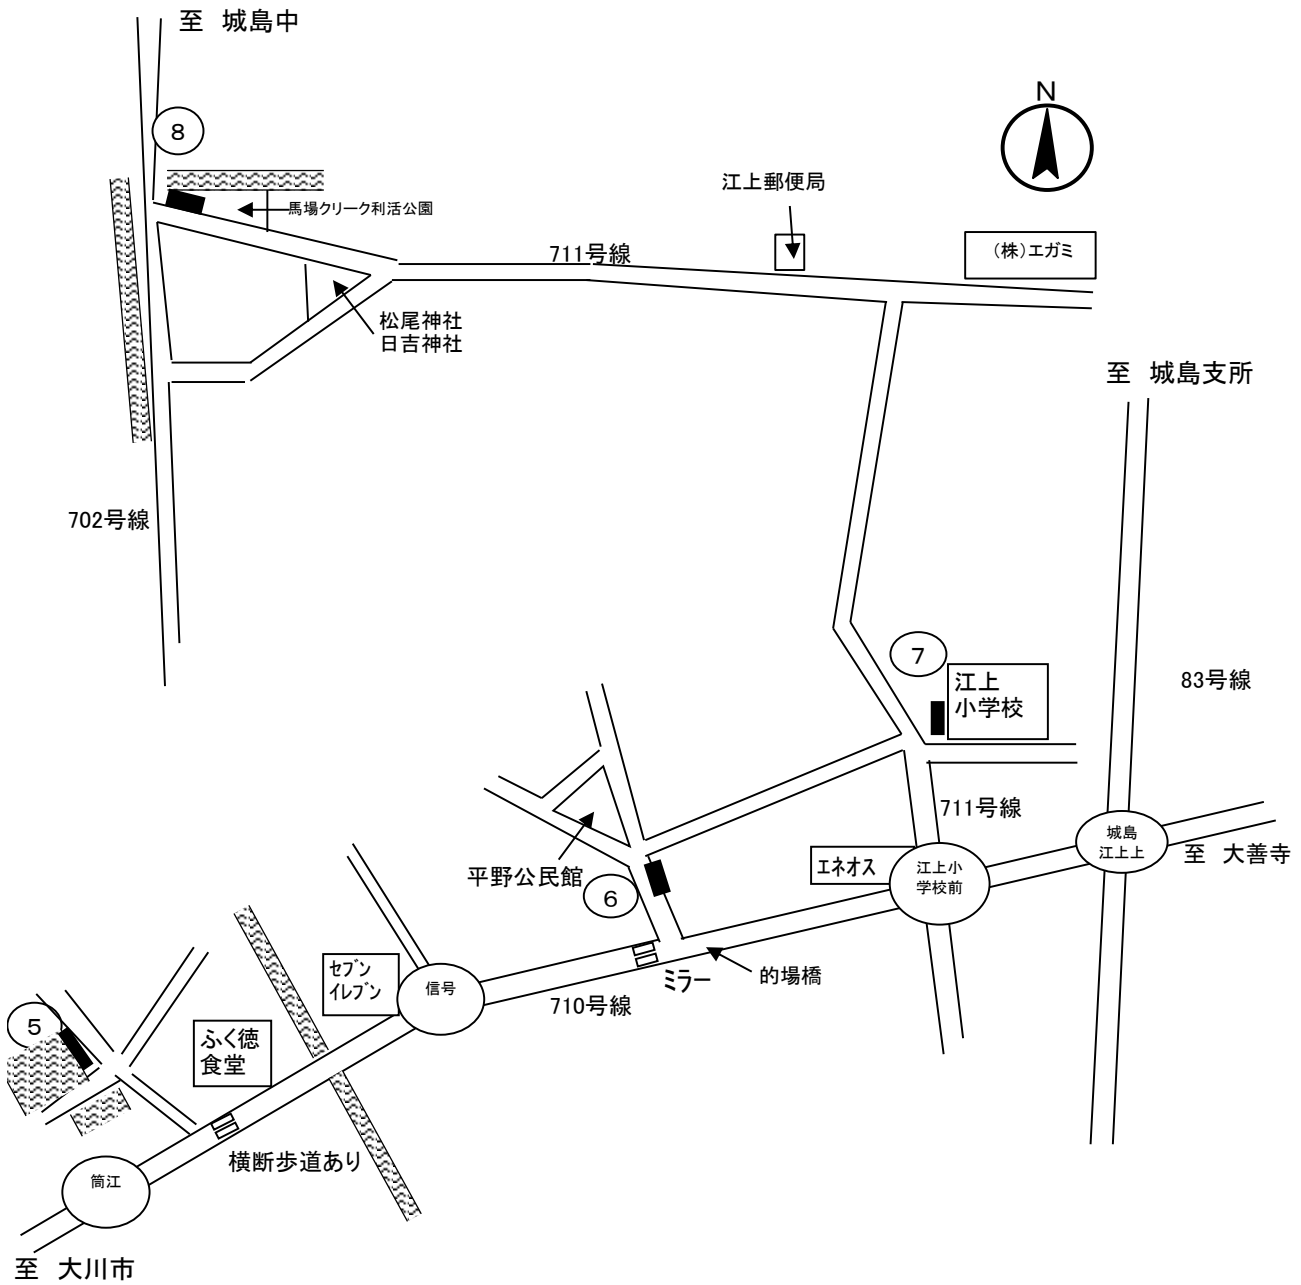 至　城島中
N
⑧
江上郵便局
馬場クリーク利活公園
711号線
（株）エガミ
松尾神社
日吉神社
至　城島支所
702号線
⑦
江上
小学校
83号線
711号線
城島
江上上
至　大善寺
エネオス
江上小
学校前
平野公民館
⑥
セブン
イレブン
信号
ミラー
的場橋
710号線
⑤
ふく徳
食堂
横断歩道あり
筒江
至　大川市